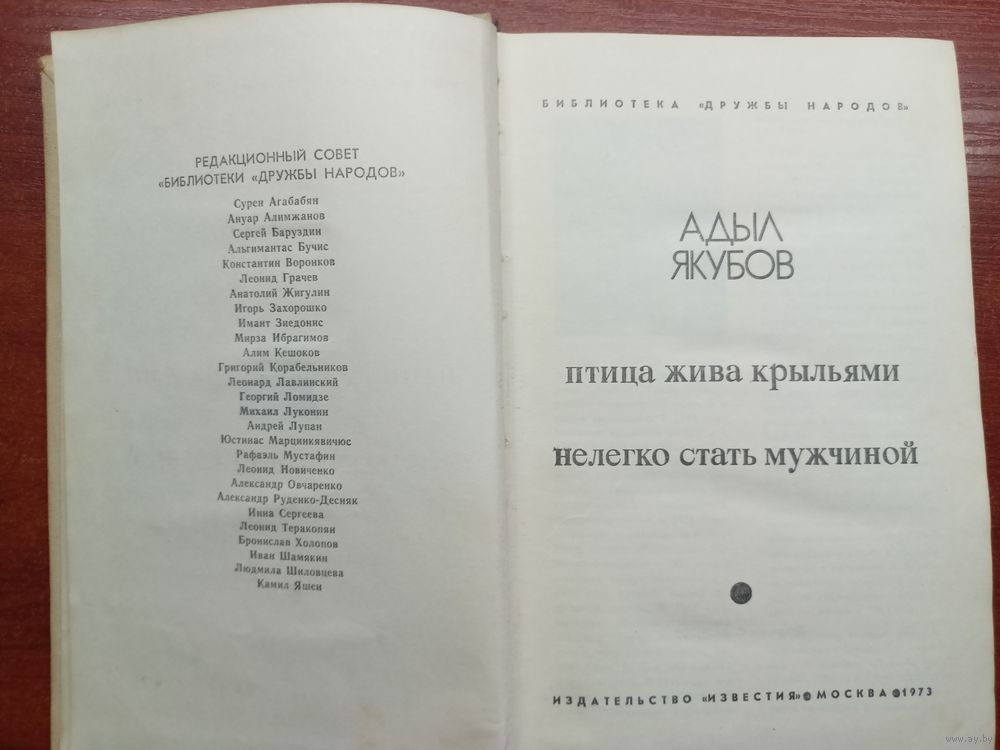 РЕДАКЦИОННЫЙ СОВЕТ
«БИБЛИОТЕКИ «ДРУЖБЫ НАРОДОВ»
Сурен Агабабян
Ануар Алимжанов
Сергей Баруздин
Альгимантас Бучис
Константин Воронков
Леонид Грачев
Анатолий Жигулин
Игорь Захорошко
Имант Зиедонис
Мирза Ибрагимов
Алим Кешоков
Григорий Корабельников
Леонард Лавлинский
Георгий Ломидзе
Михаил Луконин
Андрей Лупан
Юстинас Марцинкявичюс
Рафаэль Мустафин
Леонид Новиченко
Александр Овчаренко
Александр Руденко-Десняк
Инна Сергеева
Леонид Теракопян
Бронислав Холопов
Иван Шамякин
Людмила Шиловцева
Камил Яшен
БИБЛИОТЕКА «ДРУЖБЫ НАРОДОВ»
АДЫЛ
ЯКУБОВ
птица жива крыльями
нелегко стать мужчиной
ИЗДАТЕЛЬСТВО «ИЗВЕСТИЯ» ● МОСКВА ● 1973
www.ay.by